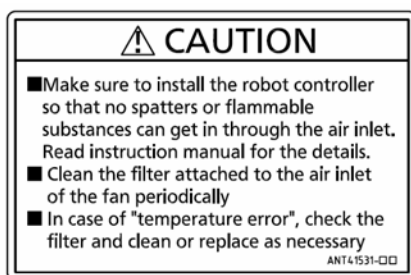 ⚠ CAUTION
■Make sure to install the robot controller
so that no spatters or flammable
substances can get in through the air inlet.
Read instruction manual for the details.
■ Clean the filter attached to the air inlet
of the fan periodically
■ In case of "temperature error", check the
filter and clean or replace as necessary
ANT41531-□□